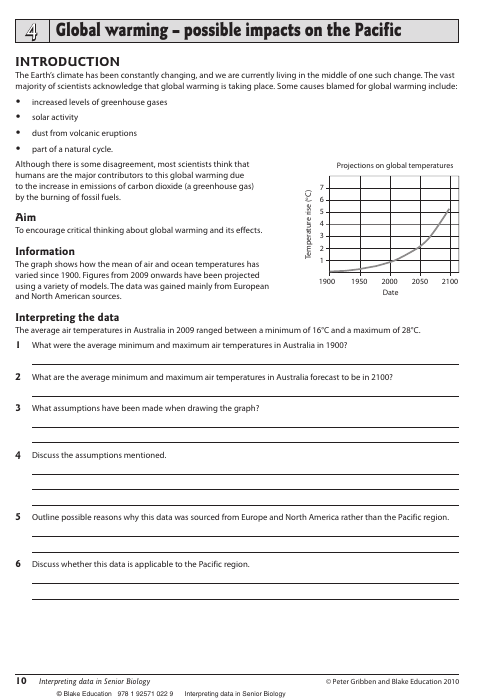 4 Global warming – possible impacts on the Pacific
INTRODUCTION
The Earth's climate has been constantly changing, and we are currently living in the middle of one such change. The vast
majority of scientists acknowledge that global warming is taking place. Some causes blamed for global warming include:
• increased levels of greenhouse gases
• solar activity
• dust from volcanic eruptions
• part of a natural cycle.
Although there is some disagreement, most scientists think that
humans are the major contributors to this global warming due
to the increase in emissions of carbon dioxide (a greenhouse gas)
by the burning of fossil fuels.
Aim
To encourage critical thinking about global warming and its effects.
Information
The graph shows how the mean of air and ocean temperatures has
varied since 1900. Figures from 2009 onwards have been projected
using a variety of models. The data was gained mainly from European
and North American sources.
Projections on global temperatures
Temperature rise (°C)
7
6
5
4
3
2
1
1900 1950 2000 2050 2100
Date
Interpreting the data
The average air temperatures in Australia in 2009 ranged between a minimum of 16°C and a maximum of 28°C.
1 What were the average minimum and maximum air temperatures in Australia in 1900?
2 What are the average minimum and maximum air temperatures in Australia forecast to be in 2100?
3 What assumptions have been made when drawing the graph?
4 Discuss the assumptions mentioned.
5 Outline possible reasons why this data was sourced from Europe and North America rather than the Pacific region.
6 Discuss whether this data is applicable to the Pacific region.
10 Interpreting data in Senior Biology © Peter Gribben and Blake Education 2010
© Blake Education 978 1 92571 022 9 Interpreting data in Senior Biology